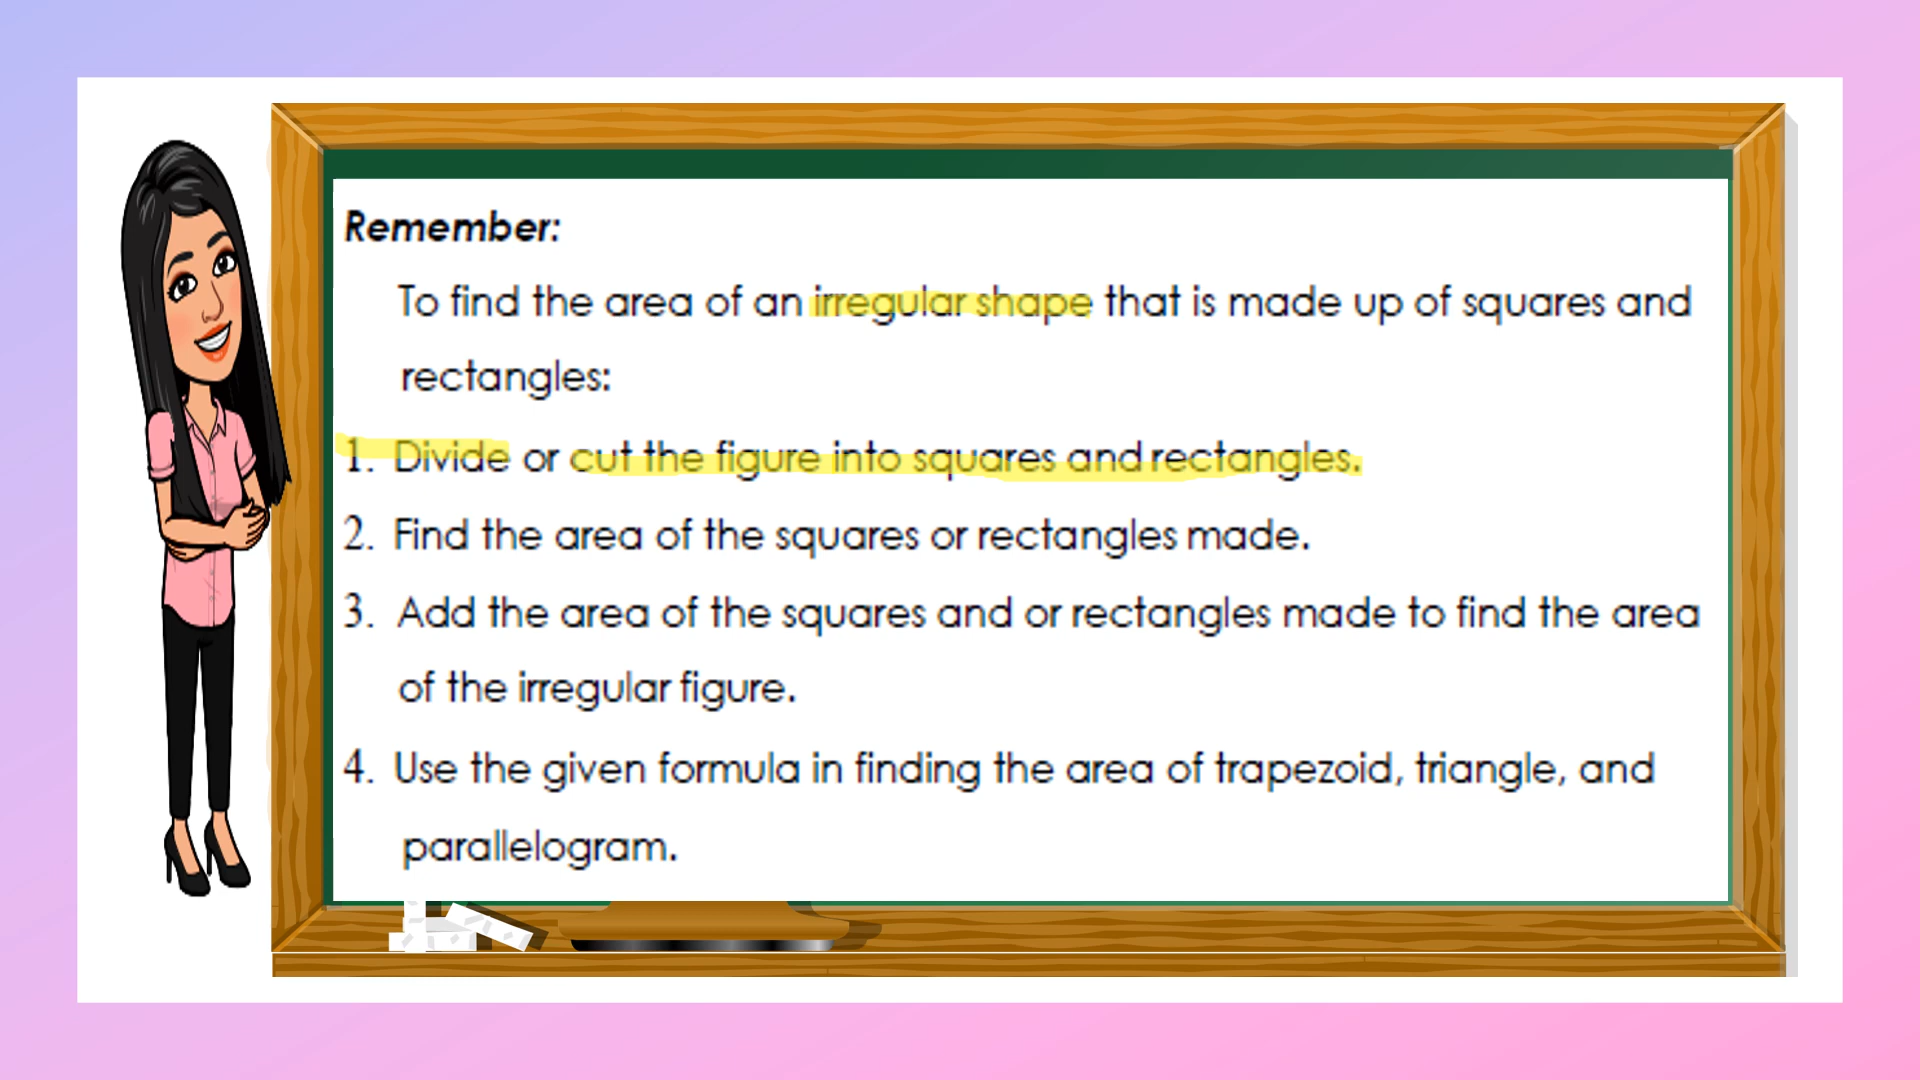 Remember:
To find the area of an irregular shape that is made up of squares and
rectangles:
1. Divide or cut the figure into squares and rectangles.
2. Find the area of the squares or rectangles made.
3. Add the area of the squares and or rectangles made to find the area
of the irregular figure.
4. Use the given formula in finding the area of trapezoid, triangle, and
parallelogram.